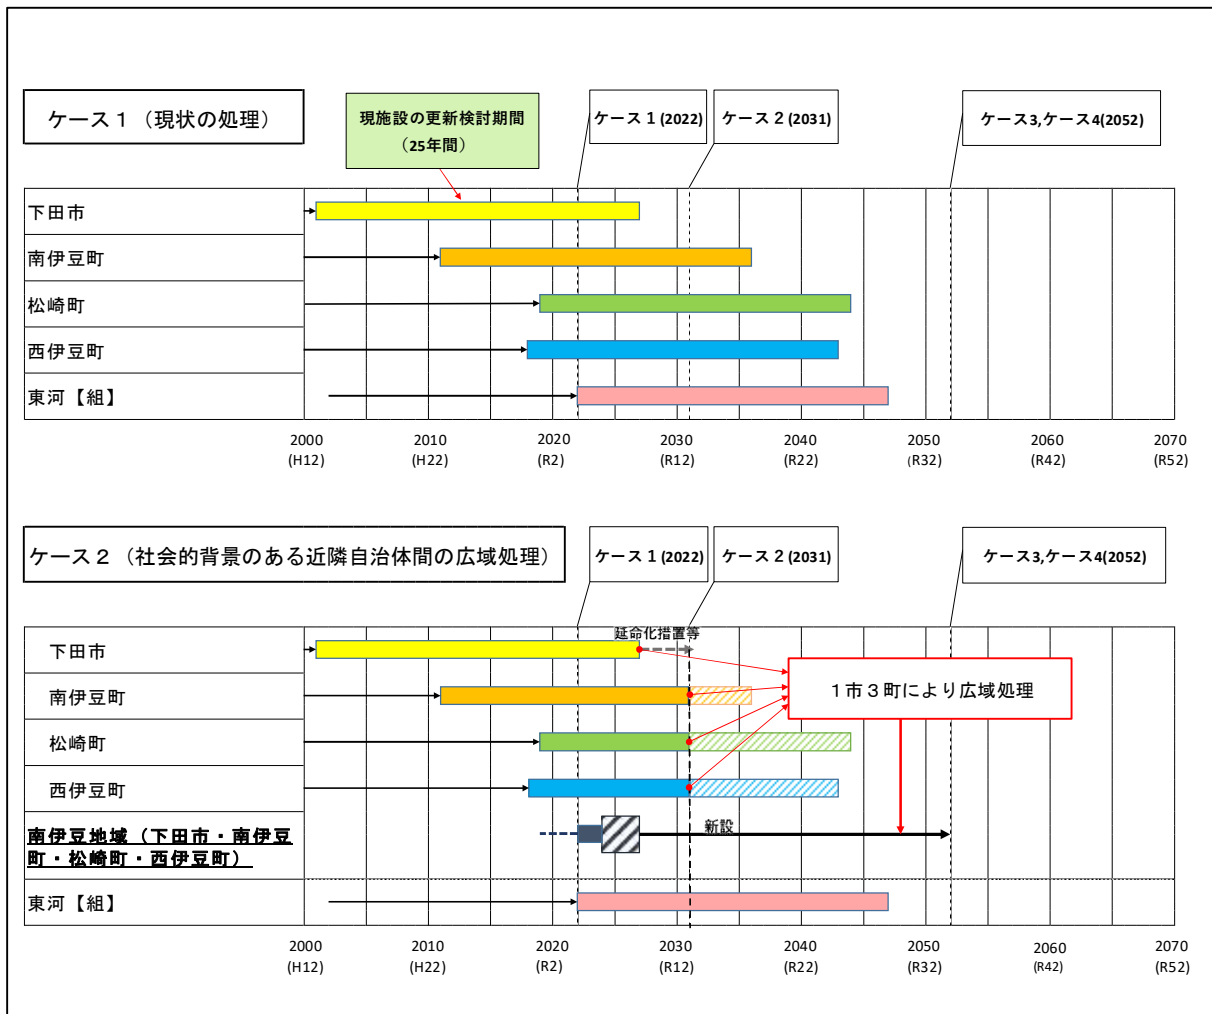 ケース１（現状の処理）
現施設の更新検討期間
（25年間）
ケース１(2022)
ケース２(2031)
ケース3,ケース4(2052)
下田市
南伊豆町
松崎町
西伊豆町
東河【組】
2000 2010 2020 2030 2040 2050 2060 2070
(H12) (H22) (R2) (R12) (R22) (R32) (R42) (R52)
ケース２（社会的背景のある近隣自治体間の広域処理）
ケース１(2022)
ケース２(2031)
ケース3,ケース4(2052)
延命化措置等
下田市
南伊豆町
１市３町により広域処理
松崎町
西伊豆町
新設
南伊豆地域（下田市・南伊豆
町・松崎町・西伊豆町）
東河【組】
2000 2010 2020 2030 2040 2050 2060 2070
(H12) (H22) (R2) (R12) (R22) (R32) (R42) (R52)